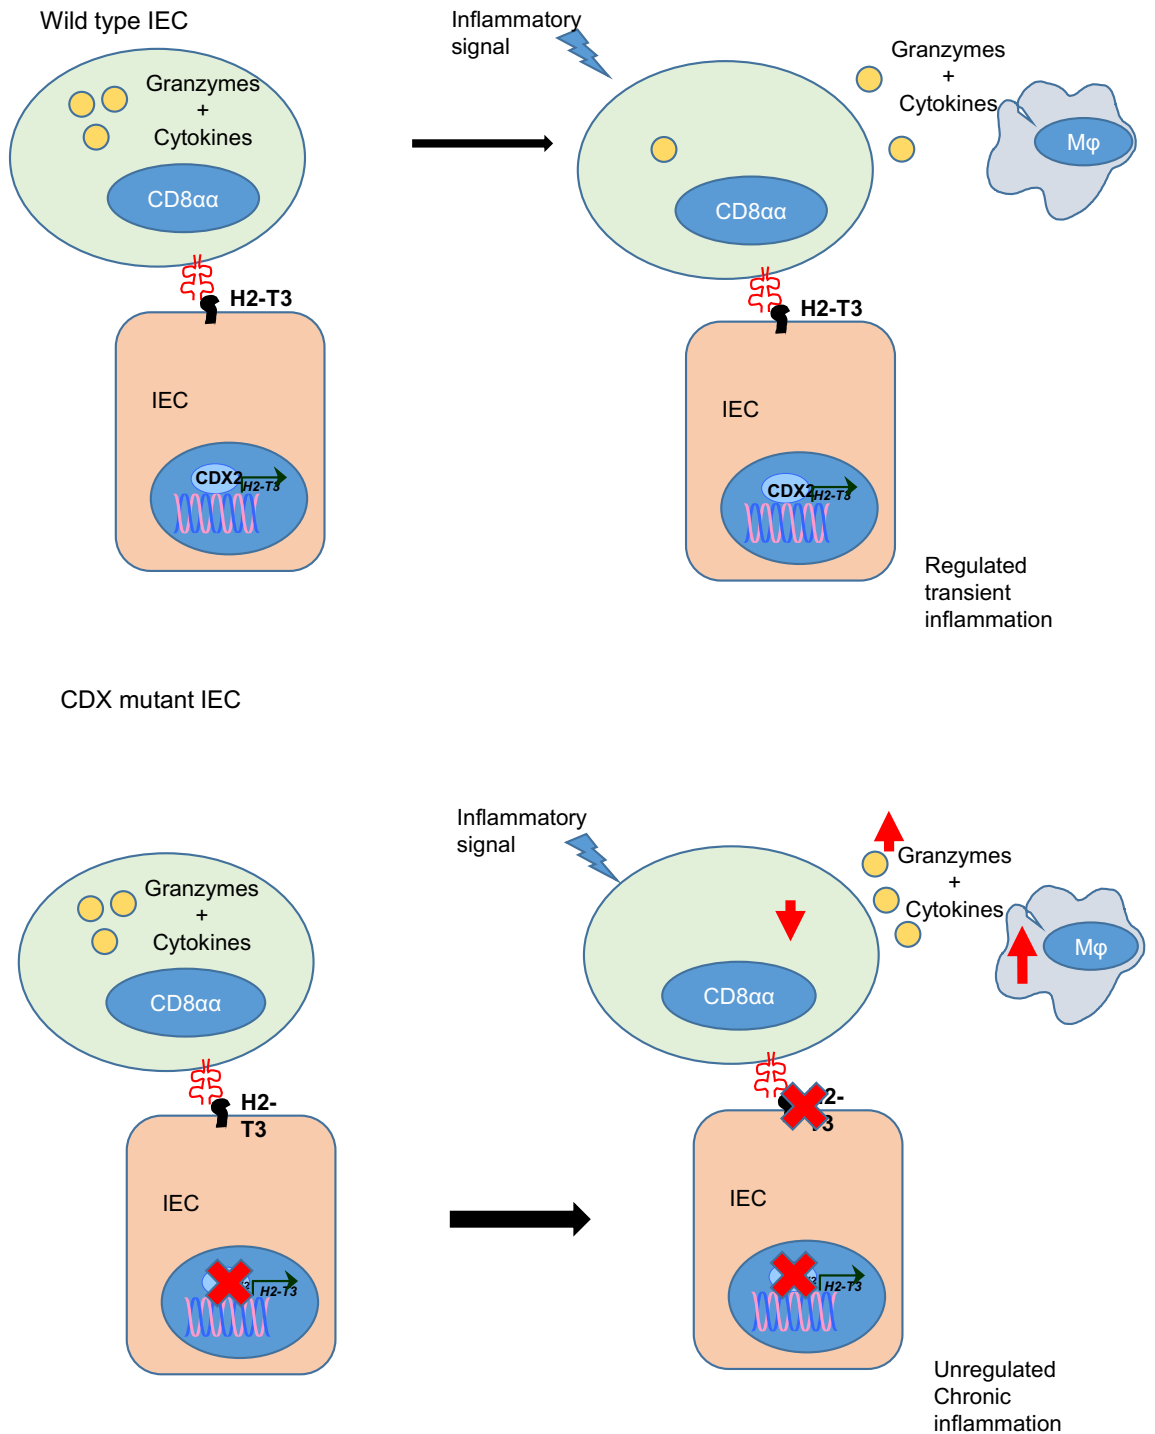 Wild type IEC
Granzymes
+
Cytokines
CD8αα
H2-T3
IEC
CDX2
H2-T3
Inflammatory
signal
Granzymes
+
Cytokines
Mφ
CD8αα
H2-T3
IEC
CDX2
H2-T3
Regulated
transient
inflammation
CDX mutant IEC
Granzymes
+
Cytokines
CD8αα
H2-
T3
IEC
H2-T3
Inflammatory
signal
Granzymes
+
Cytokines
Mφ
CD8αα
2-
3
IEC
H2-T3
Unregulated
Chronic
inflammation